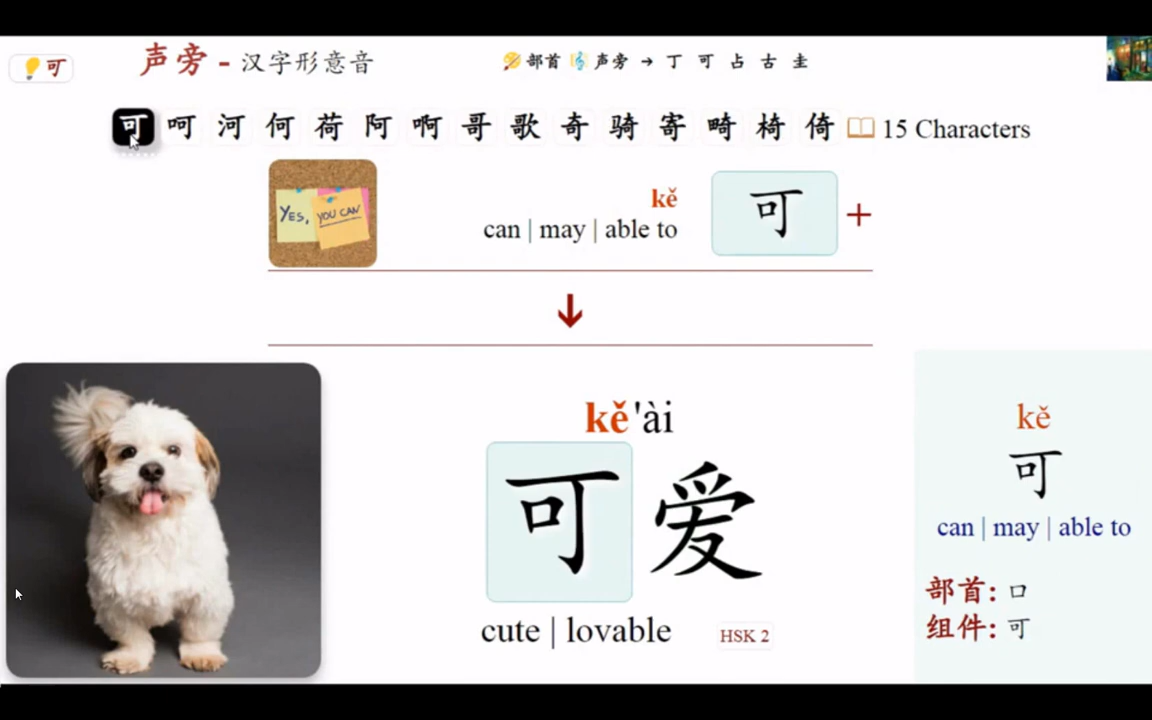 可
声旁 - 汉字形意音
部首 声旁 → 丁 可 占 古 圭
可 呵 河 何 荷 阿 啊 哥 歌 奇 骑 寄 畸 椅 倚 15 Characters
YES, YOU CAN
kě
can | may | able to
可 +
kě'ài
可爱
cute | lovable
HSK 2
kě
可
can | may | able to
部首: 口
组件: 可